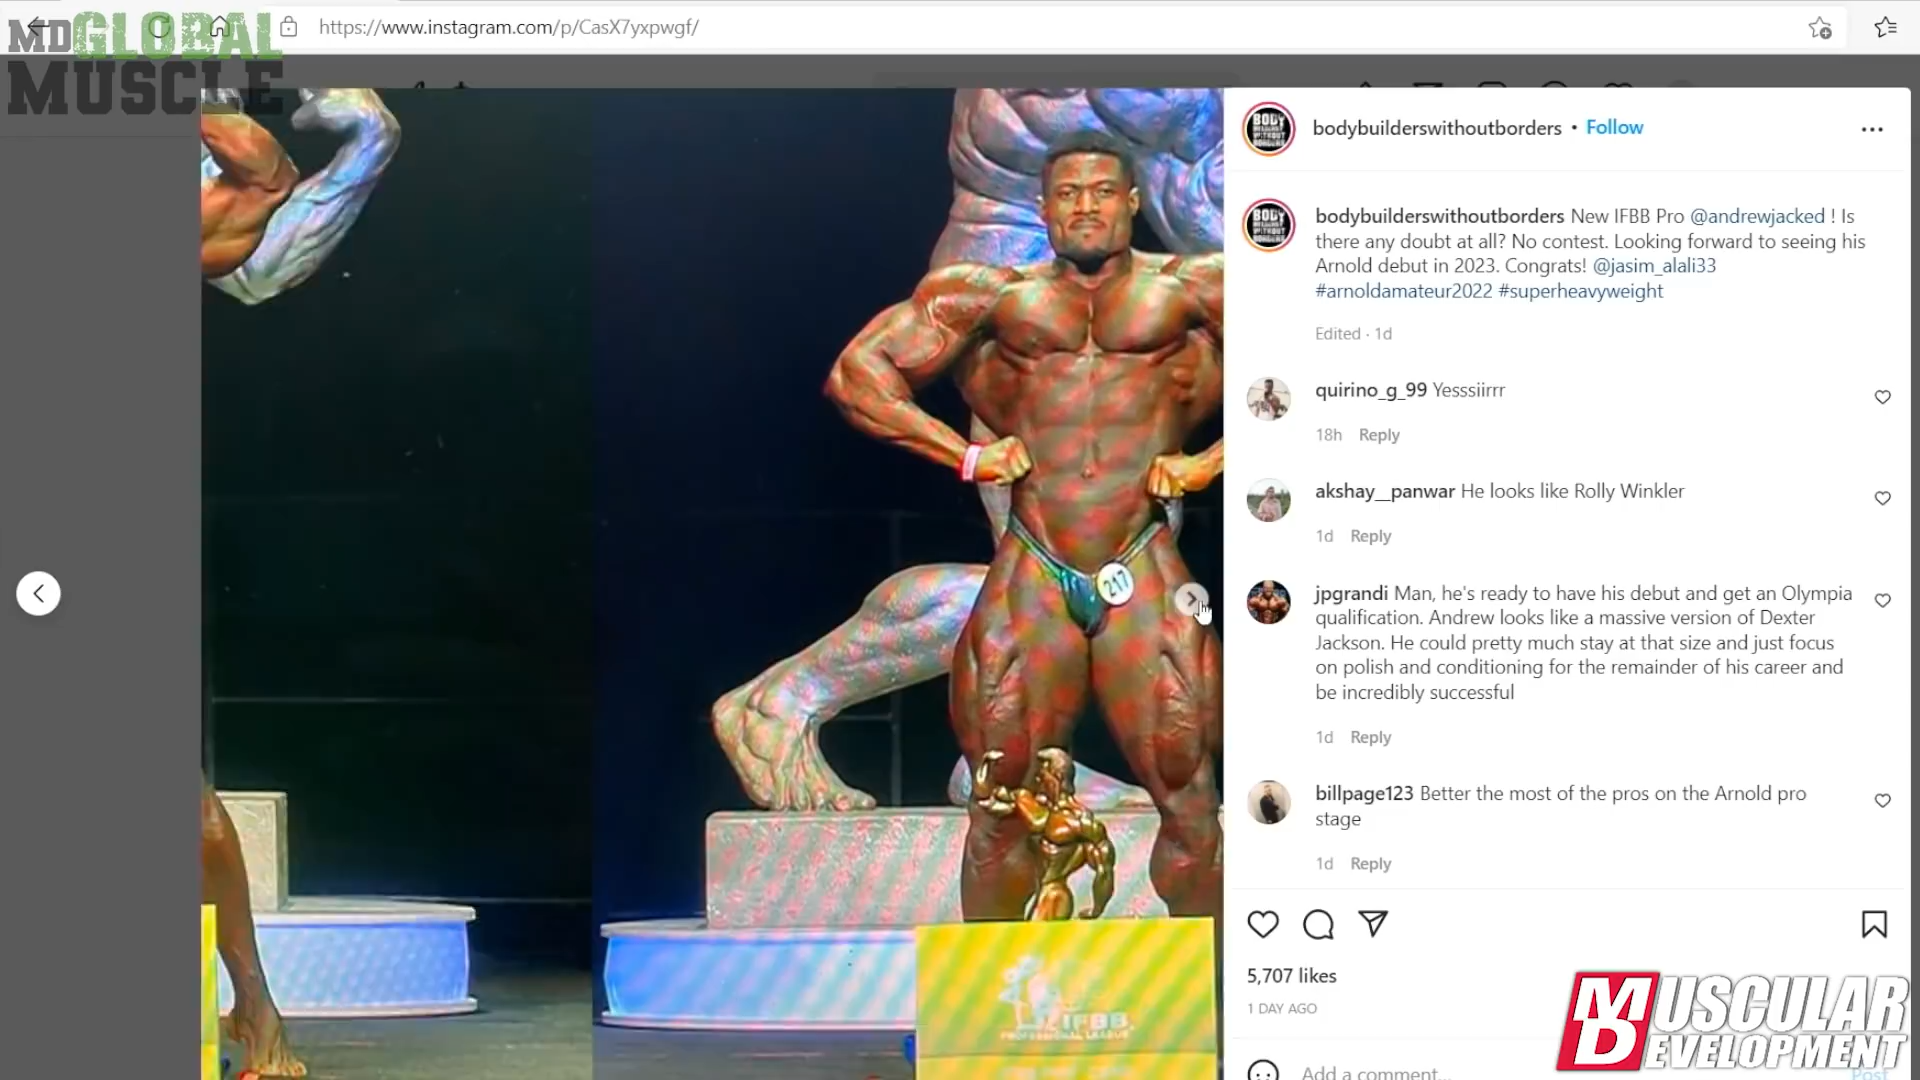 https://www.instagram.com/p/CasX7yxpwgf/
MD GLOBAL
MUSCLE
bodybuilderswithoutborders • Follow
bodybuilderswithoutborders New IFBB Pro @andrewjacked ! Is
there any doubt at all? No contest. Looking forward to seeing his
Arnold debut in 2023. Congrats! @jasim_alali33
#arnoldamateur2022 #superheavyweight
Edited · 1d
quirino_g_99 Yesssiirrr
18h Reply
akshay__panwar He looks like Rolly Winkler
1d Reply
jpgrandi Man, he's ready to have his debut and get an Olympia
qualification. Andrew looks like a massive version of Dexter
Jackson. He could pretty much stay at that size and just focus
on polish and conditioning for the remainder of his career and
be incredibly successful
1d Reply
billpage123 Better the most of the pros on the Arnold pro
stage
1d Reply
5,707 likes
1 DAY AGO
Add a comment...
Post
217
IFBB
PROFESSIONAL LEAGUE
MD MUSCULAR
DEVELOPMENT